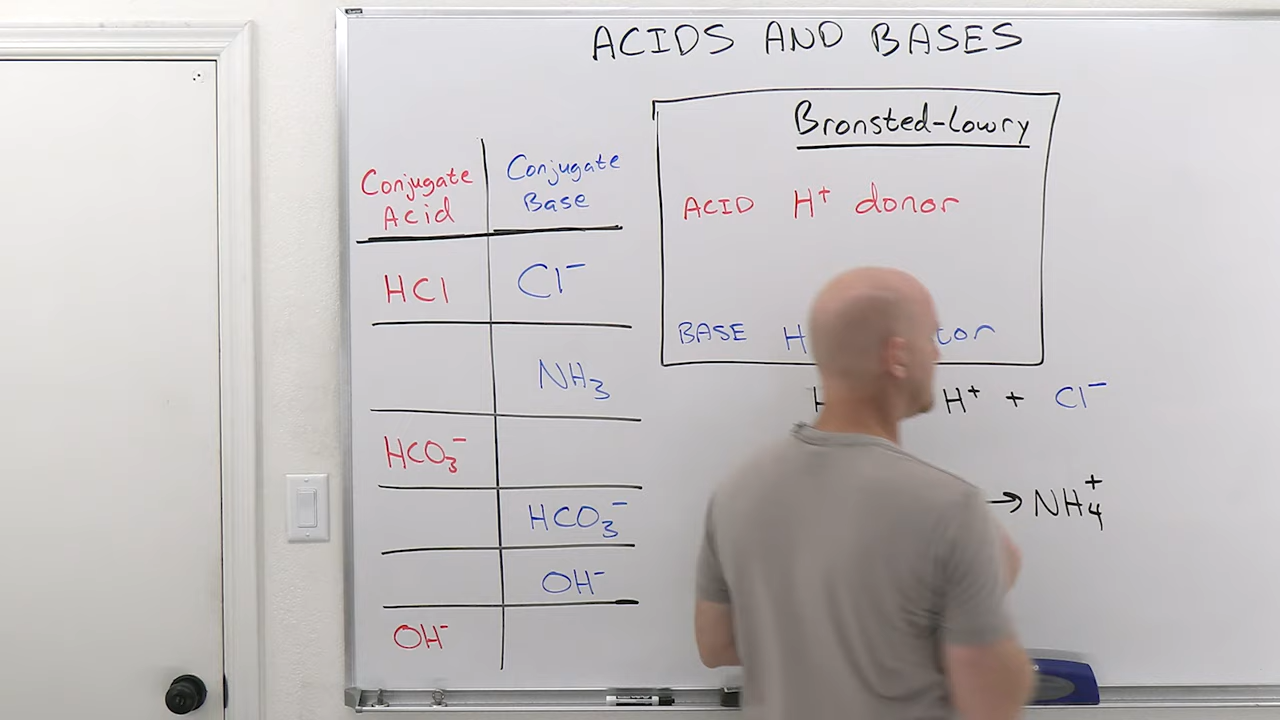 ACIDS AND BASES
Bronsted-Lowry
ACID H⁺ donor
BASE H
Conjugate Acid
Conjugate Base
HCl Cl⁻
NH₃
HCO₃⁻
HCO₃⁻
OH⁻
OH⁻
H⁺ + Cl⁻
→ NH₄⁺